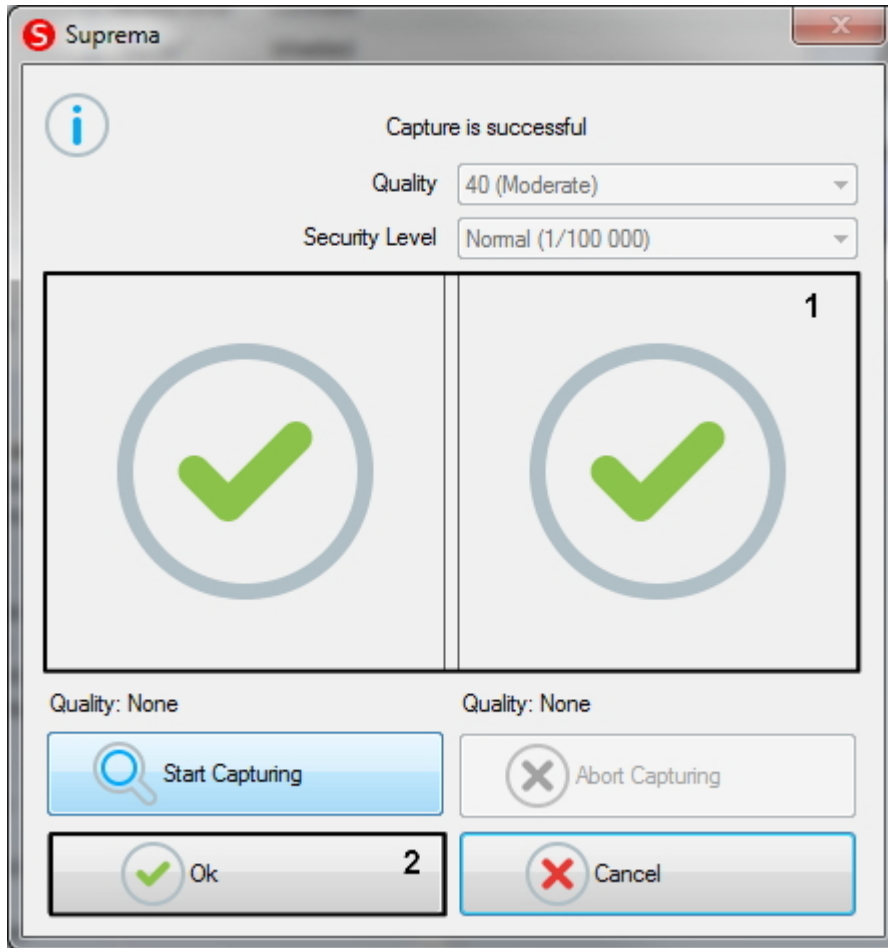 Suprema
Capture is successful
Quality 40 (Moderate)
Security Level Normal (1/100 000)
1
Quality: None Quality: None
Start Capturing Abort Capturing
Ok 2 Cancel